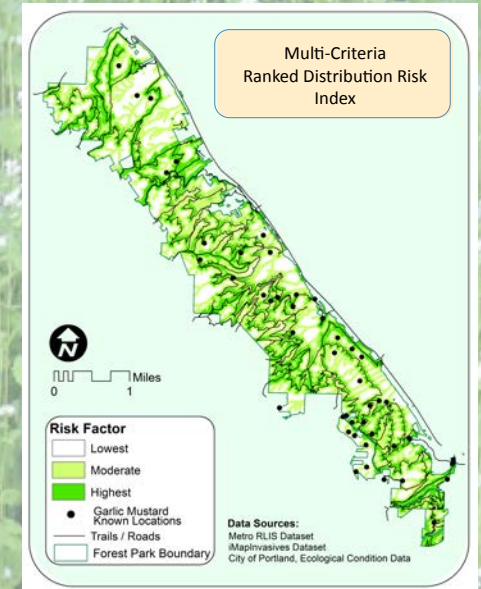 Multi-Criteria
Ranked Distribution Risk
Index
N
Miles
0 1
Risk Factor
Lowest
Moderate
Highest
Garlic Mustard
Known Locations
Trails / Roads
Forest Park Boundary
Data Sources:
Metro RLIS Dataset
iMapInvasives Dataset
City of Portland, Ecological Condition Data